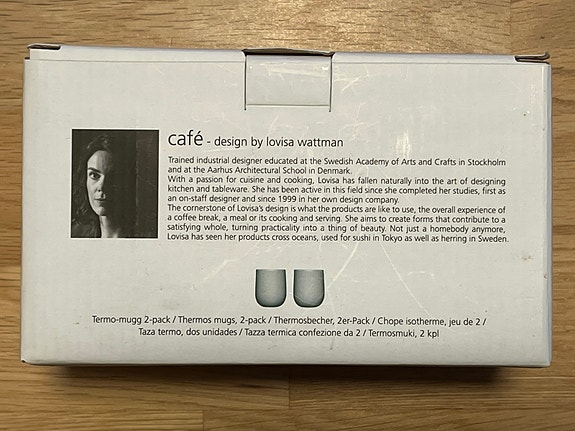 café - design by lovisa wattman
Trained industrial designer educated at the Swedish Academy of Arts and Crafts in Stockholm
and at the Aarhus Architectural School in Denmark.
With a passion for cuisine and cooking, Lovisa has fallen naturally into the art of designing
kitchen and tableware. She has been active in this field since she completed her studies, first as
an on-staff designer and since 1999 in her own design company.
The cornerstone of Lovisa's design is what the products are like to use, the overall experience of
a coffee break, a meal or its cooking and serving. She aims to create forms that contribute to a
satisfying whole, turning practicality into a thing of beauty. Not just a homebody anymore,
Lovisa has seen her products cross oceans, used for sushi in Tokyo as well as herring in Sweden.
Termo-mugg 2-pack / Thermos mugs, 2-pack / Thermosbecher, 2er-Pack / Chope isotherme, jeu de 2 /
Taza termo, dos unidades / Tazza termica confezione da 2 / Termosmuki, 2 kpl